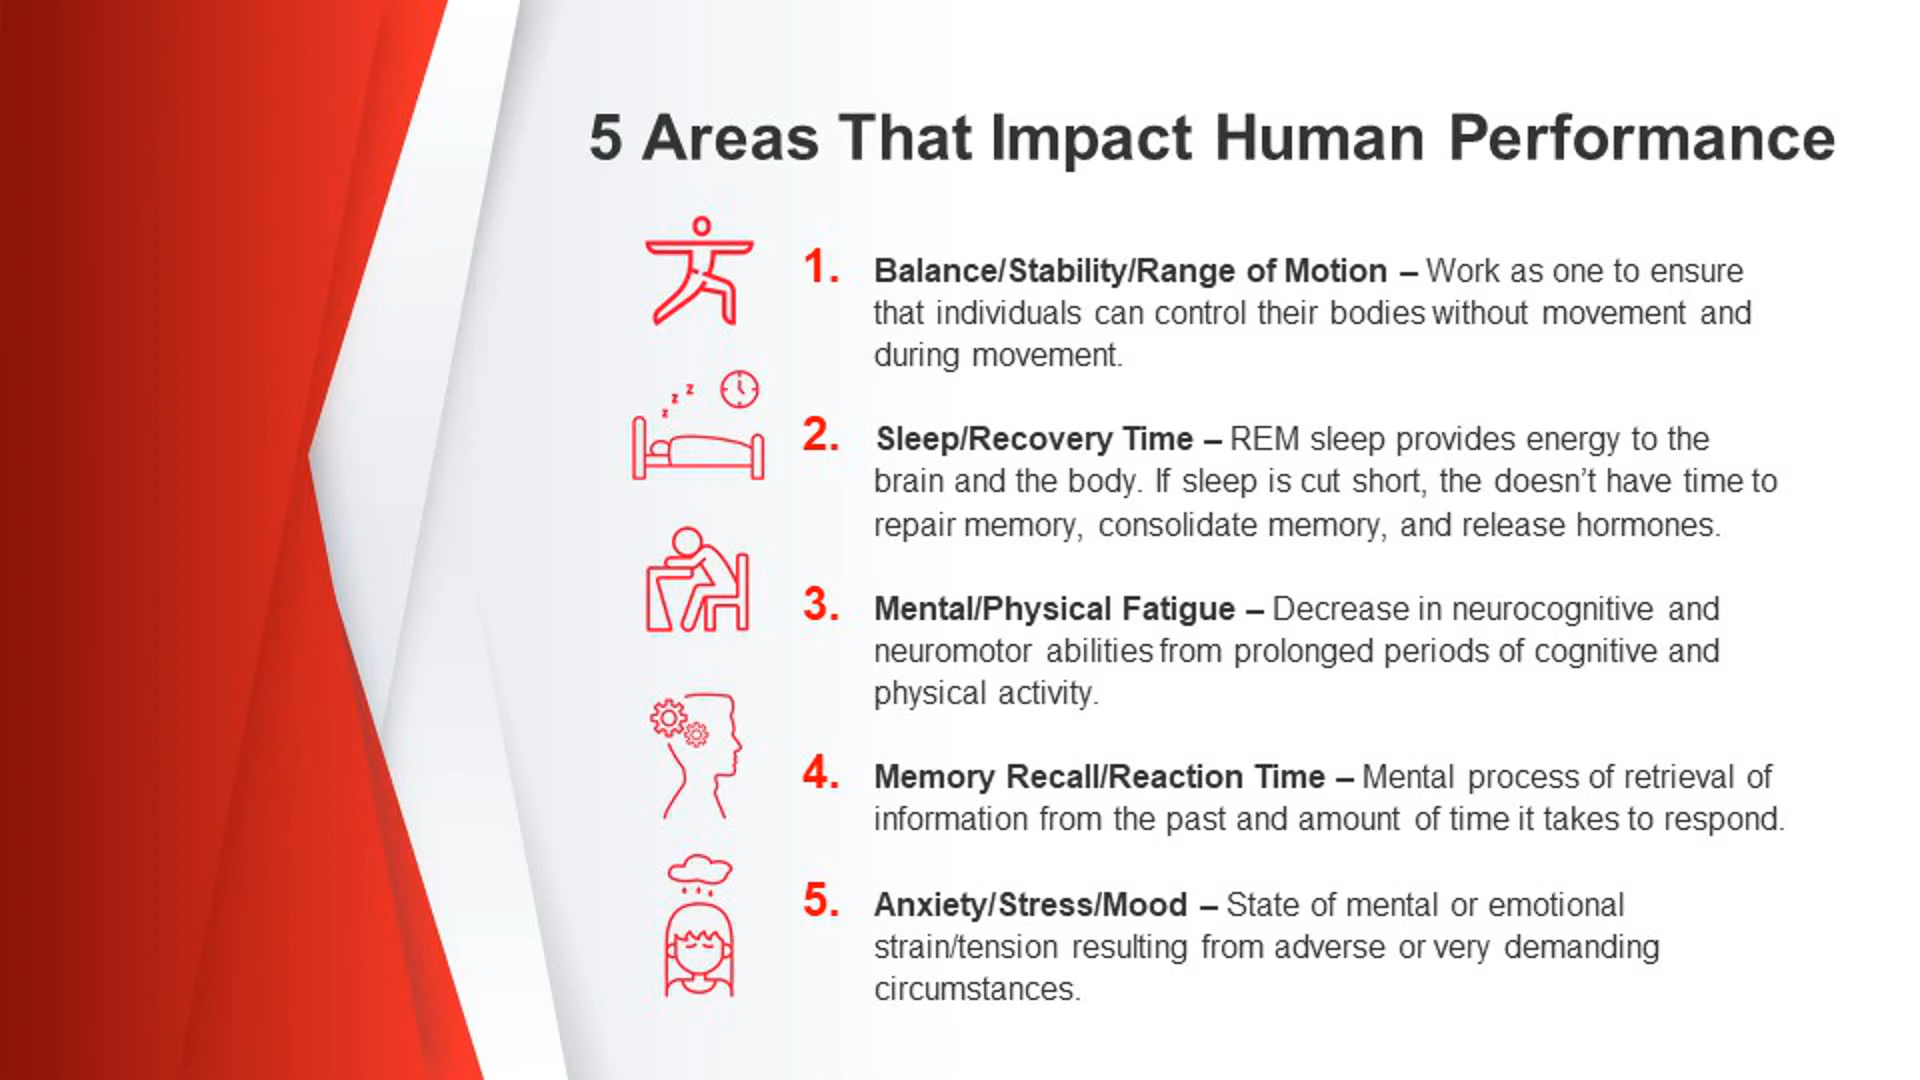 5 Areas That Impact Human Performance
1. Balance/Stability/Range of Motion – Work as one to ensure
that individuals can control their bodies without movement and
during movement.
z z z
2. Sleep/Recovery Time – REM sleep provides energy to the
brain and the body. If sleep is cut short, the doesn’t have time to
repair memory, consolidate memory, and release hormones.
3. Mental/Physical Fatigue – Decrease in neurocognitive and
neuromotor abilities from prolonged periods of cognitive and
physical activity.
4. Memory Recall/Reaction Time – Mental process of retrieval of
information from the past and amount of time it takes to respond.
5. Anxiety/Stress/Mood – State of mental or emotional
strain/tension resulting from adverse or very demanding
circumstances.